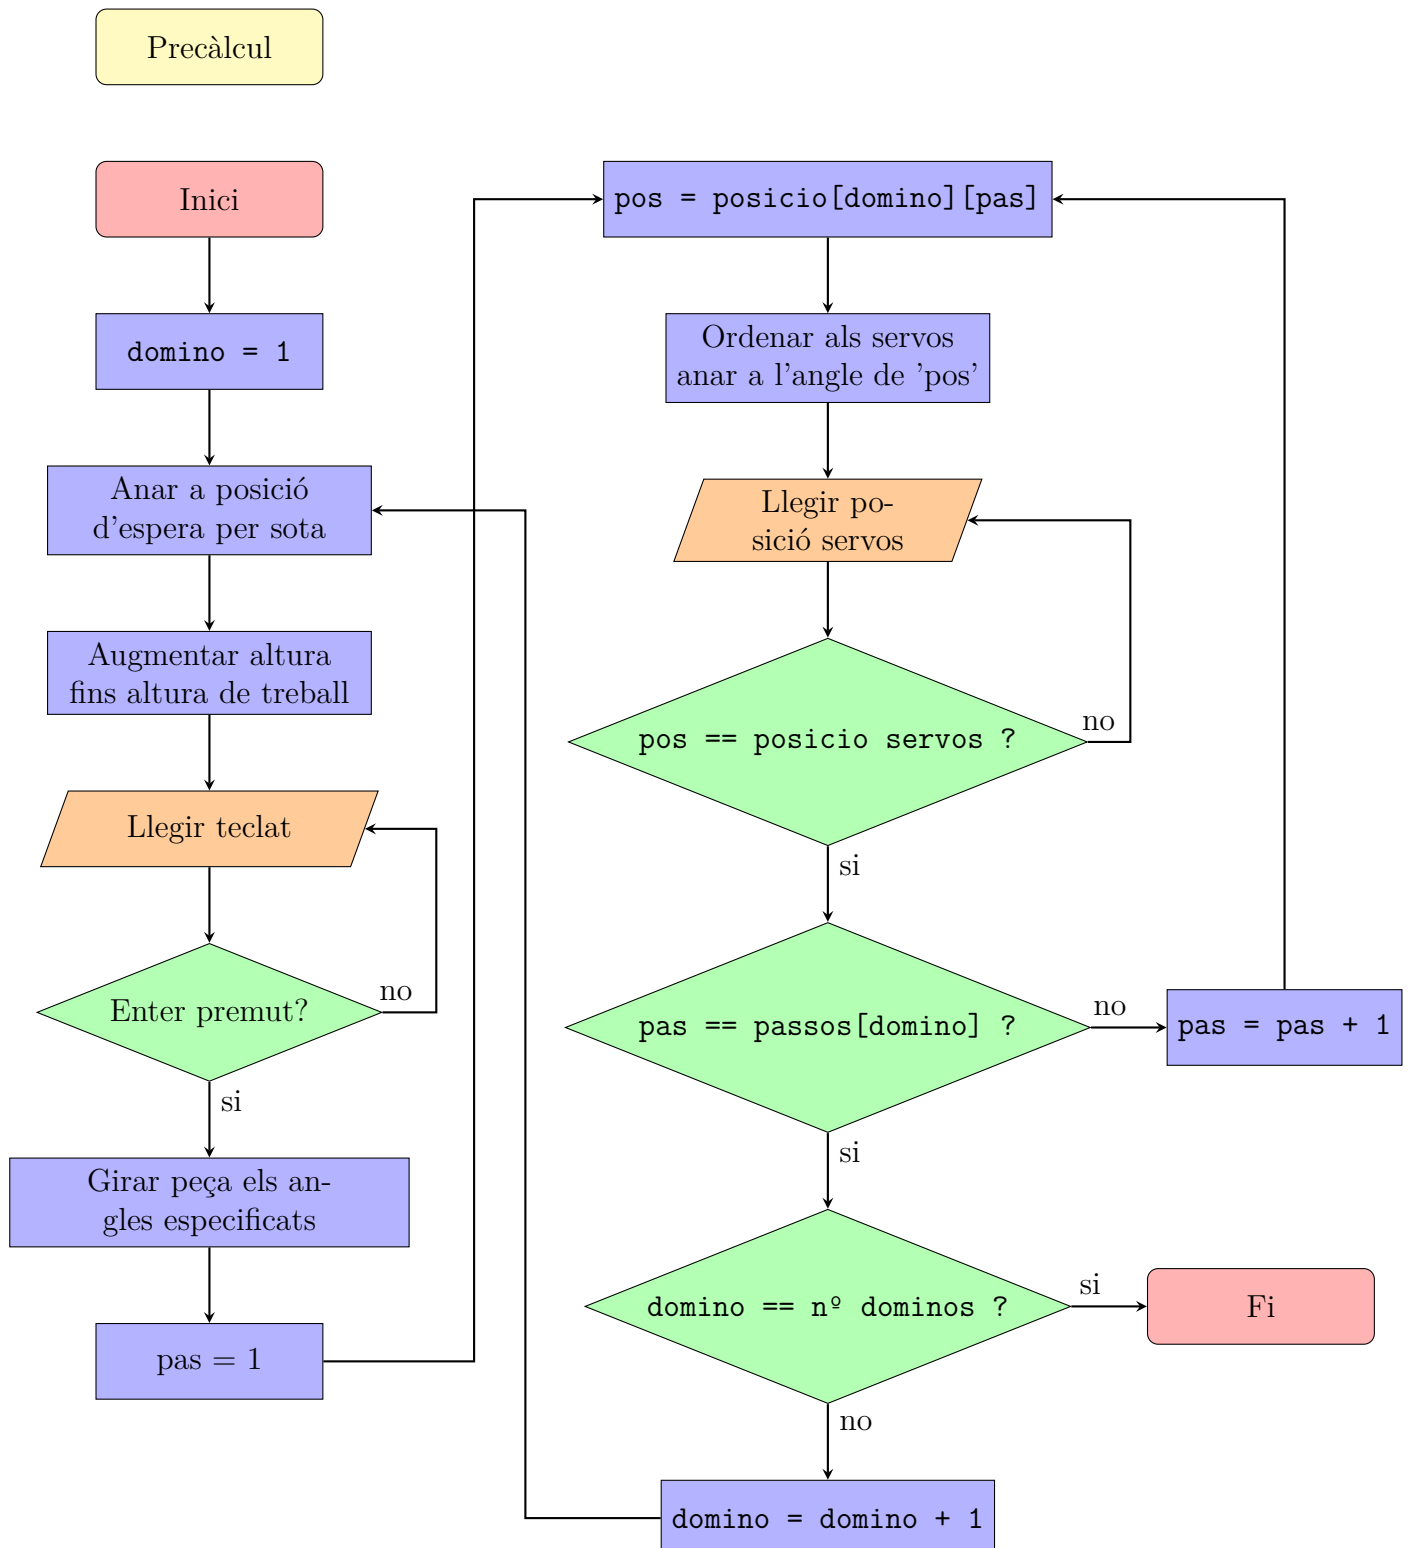 Precàlcul
Inici
domino = 1
Anar a posició
d'espera per sota
Augmentar altura
fins altura de treball
Llegir teclat
Enter premut?
no
si
Girar peça els an-
gles especificats
pas = 1
pos = posicio[domino][pas]
Ordenar als servos
anar a l'angle de 'pos'
Llegir po-
sició servos
pos == posicio servos ?
no
si
pas == passos[domino] ?
no
pas = pas + 1
si
domino == nº dominos ?
si
Fi
no
domino = domino + 1